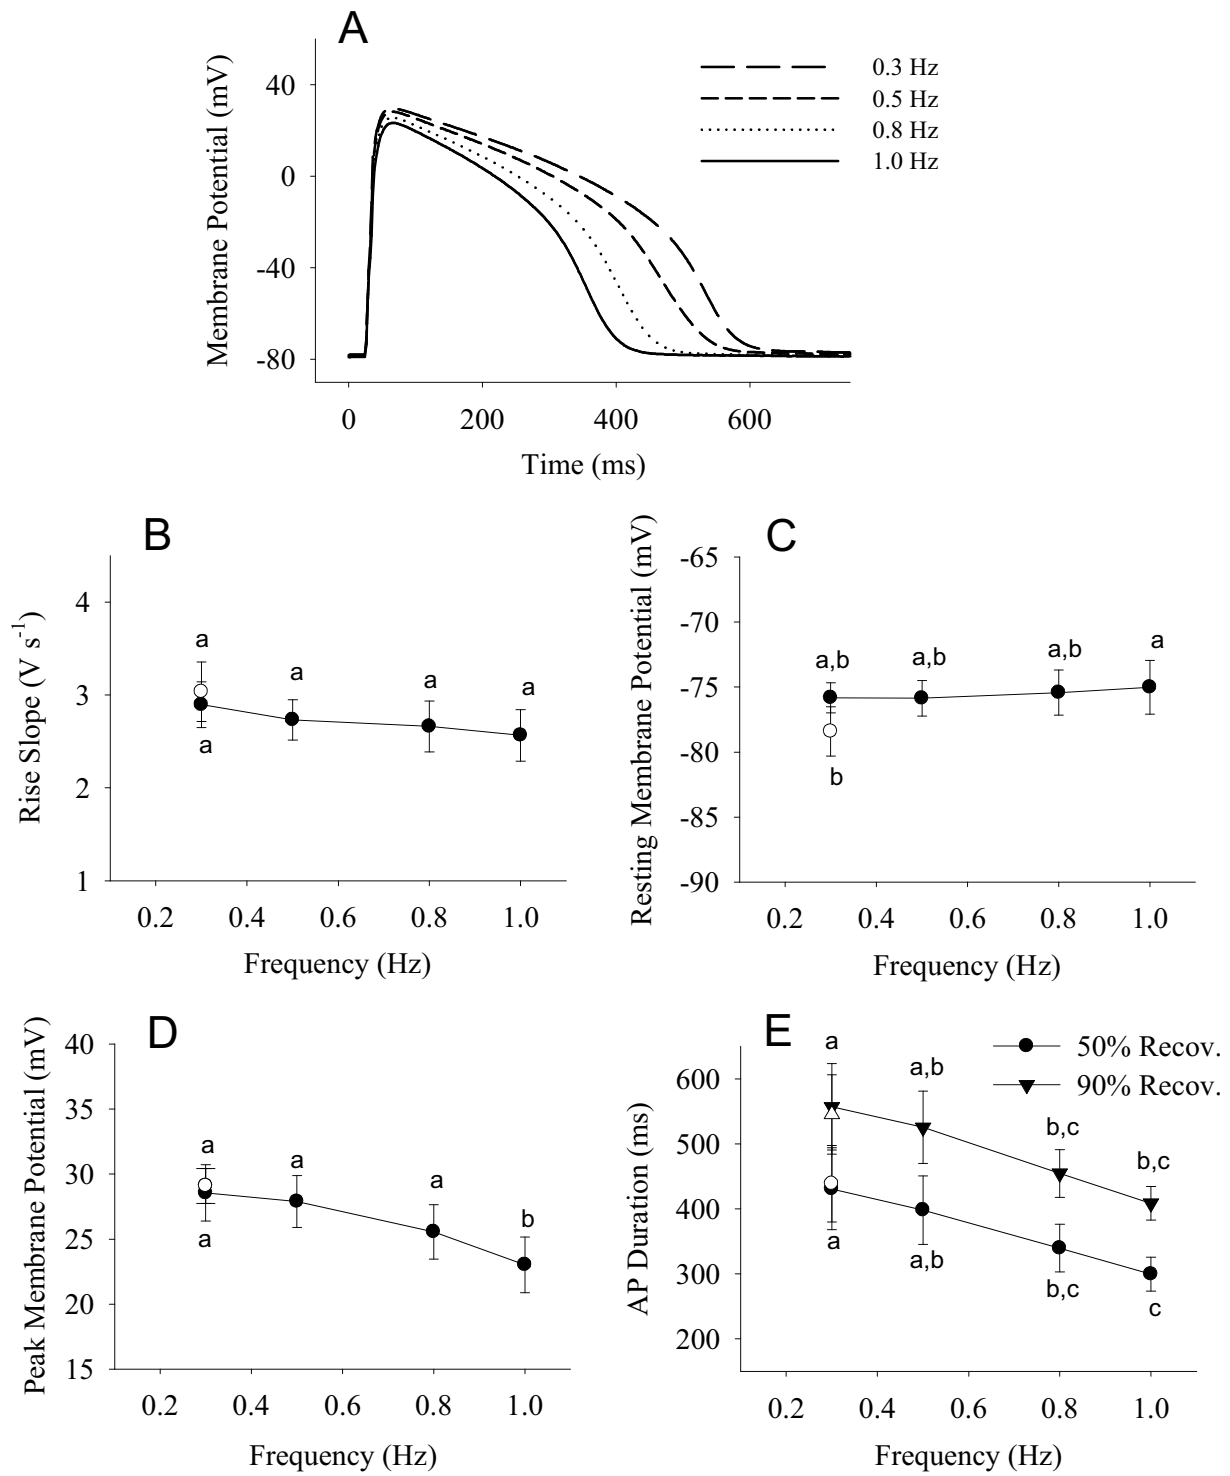 A
Membrane Potential (mV)
40
0
-40
-80
0 200 400 600
Time (ms)
0.3 Hz
0.5 Hz
0.8 Hz
1.0 Hz
B
Rise Slope (V s-1)
4
3
2
1
a
a
a
a
a
0.2 0.4 0.6 0.8 1.0
Frequency (Hz)
C
Resting Membrane Potential (mV)
-65
-70
-75
-80
-85
-90
a,b
a,b
a,b
a
b
0.2 0.4 0.6 0.8 1.0
Frequency (Hz)
D
Peak Membrane Potential (mV)
40
35
30
25
20
15
a
a
a
b
a
0.2 0.4 0.6 0.8 1.0
Frequency (Hz)
E
50% Recov.
90% Recov.
AP Duration (ms)
600
500
400
300
200
a
a,b
b,c
b,c
a
a,b
b,c
c
0.2 0.4 0.6 0.8 1.0
Frequency (Hz)